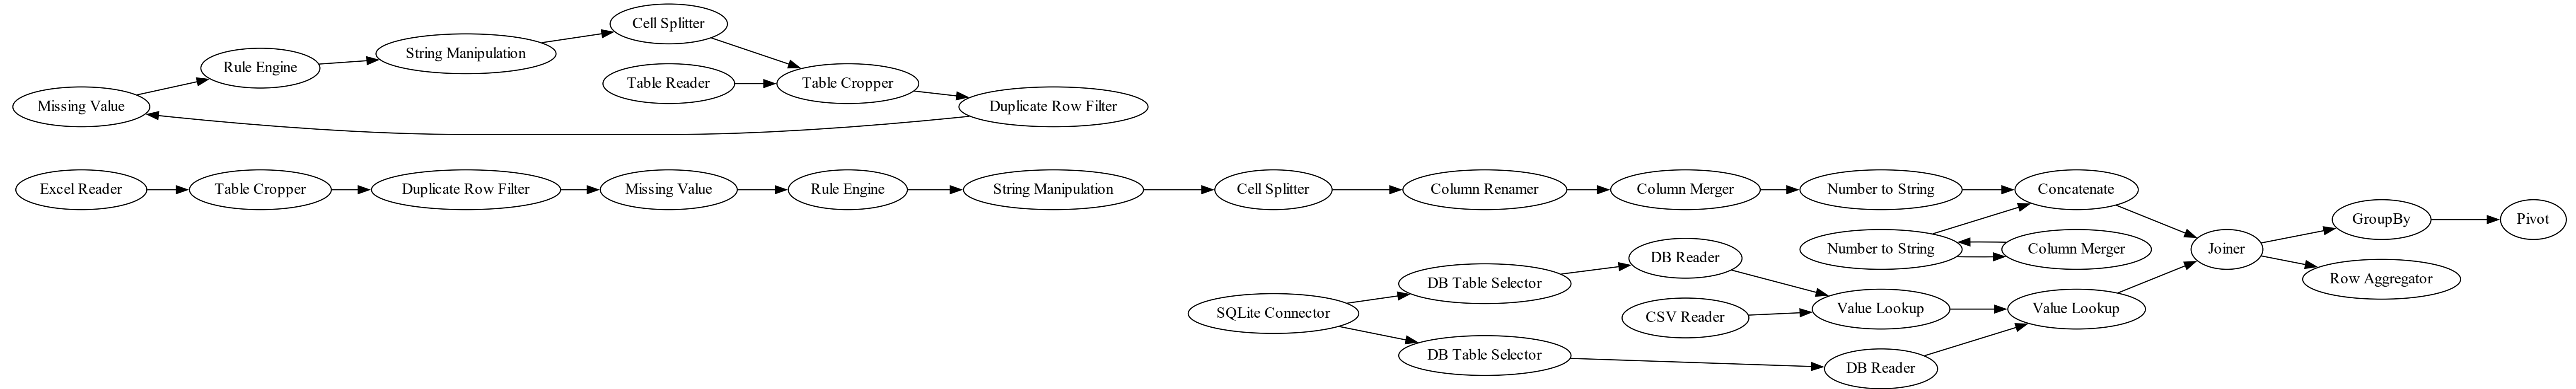 Cell Splitter
String Manipulation
Rule Engine
Table Reader
Table Cropper
Missing Value
Duplicate Row Filter
Excel Reader
Table Cropper
Duplicate Row Filter
Missing Value
Rule Engine
String Manipulation
Cell Splitter
Column Renamer
Column Merger
Number to String
Concatenate
GroupBy
Pivot
Number to String
Column Merger
Joiner
DB Reader
DB Table Selector
Row Aggregator
SQLite Connector
CSV Reader
Value Lookup
Value Lookup
DB Table Selector
DB Reader